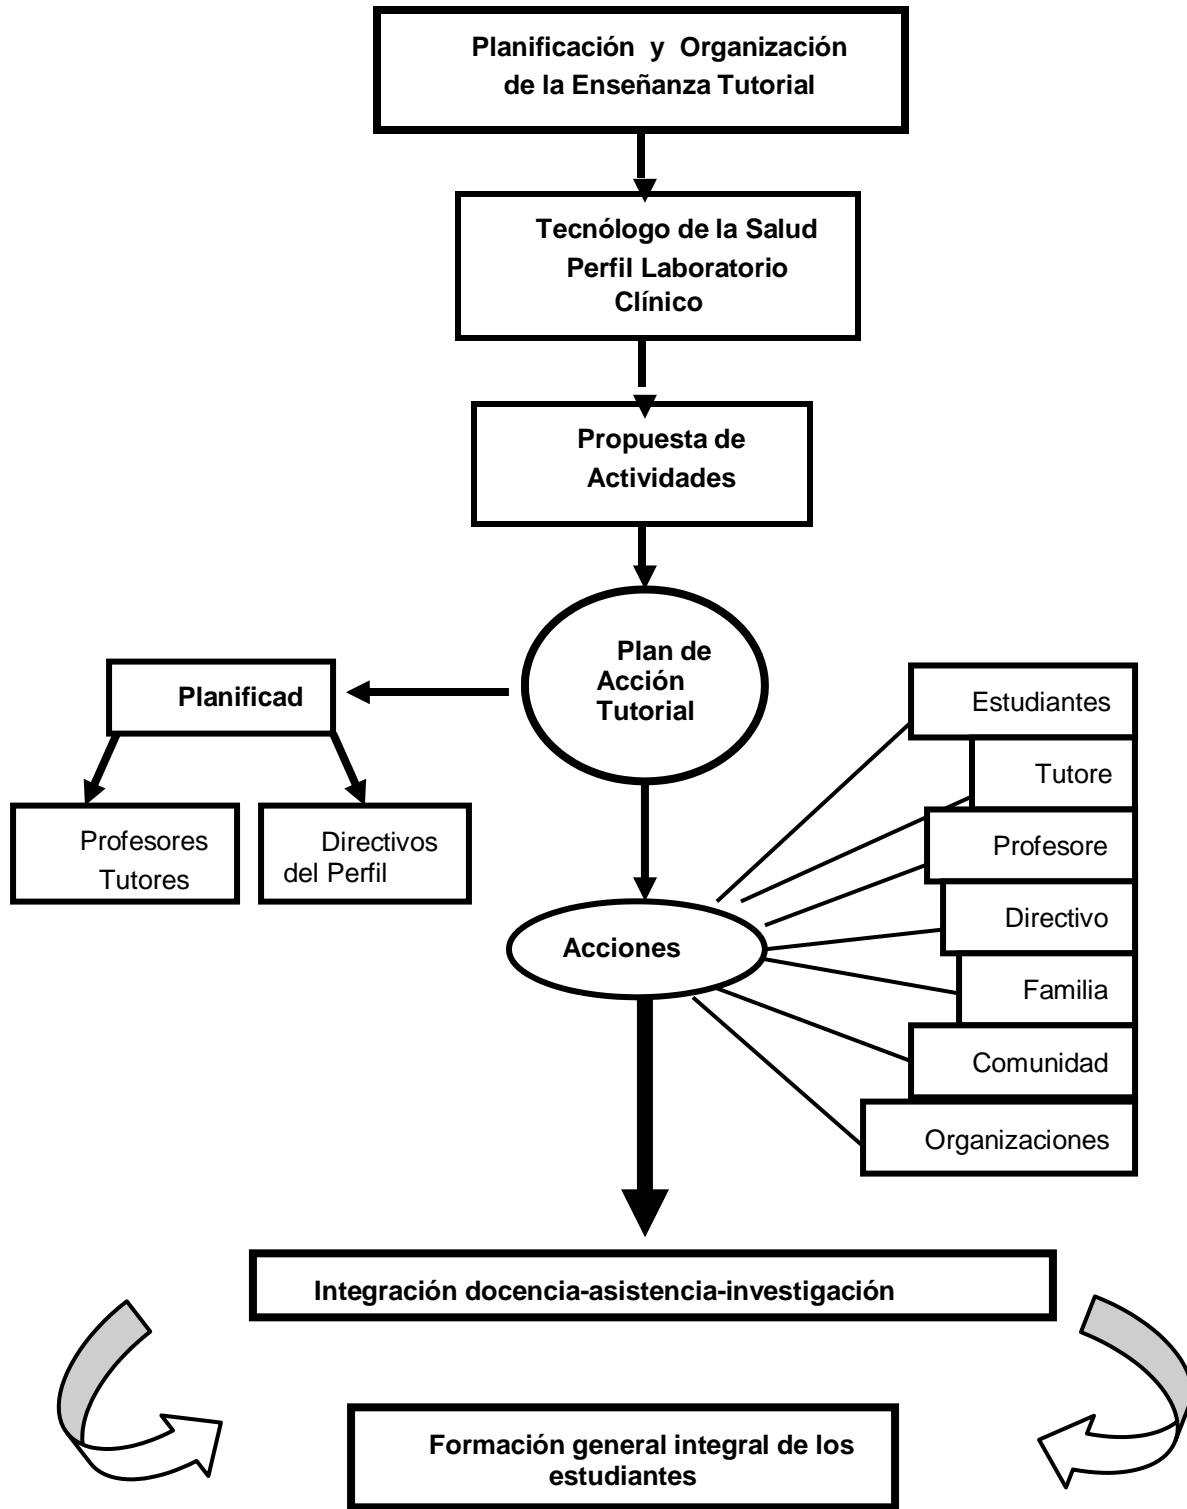 Planificación y Organización
de la Enseñanza Tutorial
Tecnólogo de la Salud
Perfil Laboratorio
Clínico
Propuesta de
Actividades
Plan de
Acción
Tutorial
Planificad
Profesores
Tutores
Directivos
del Perfil
Estudiantes
Tutore
Profesore
Directivo
Familia
Comunidad
Organizaciones
Acciones
Integración docencia-asistencia-investigación
Formación general integral de los
estudiantes